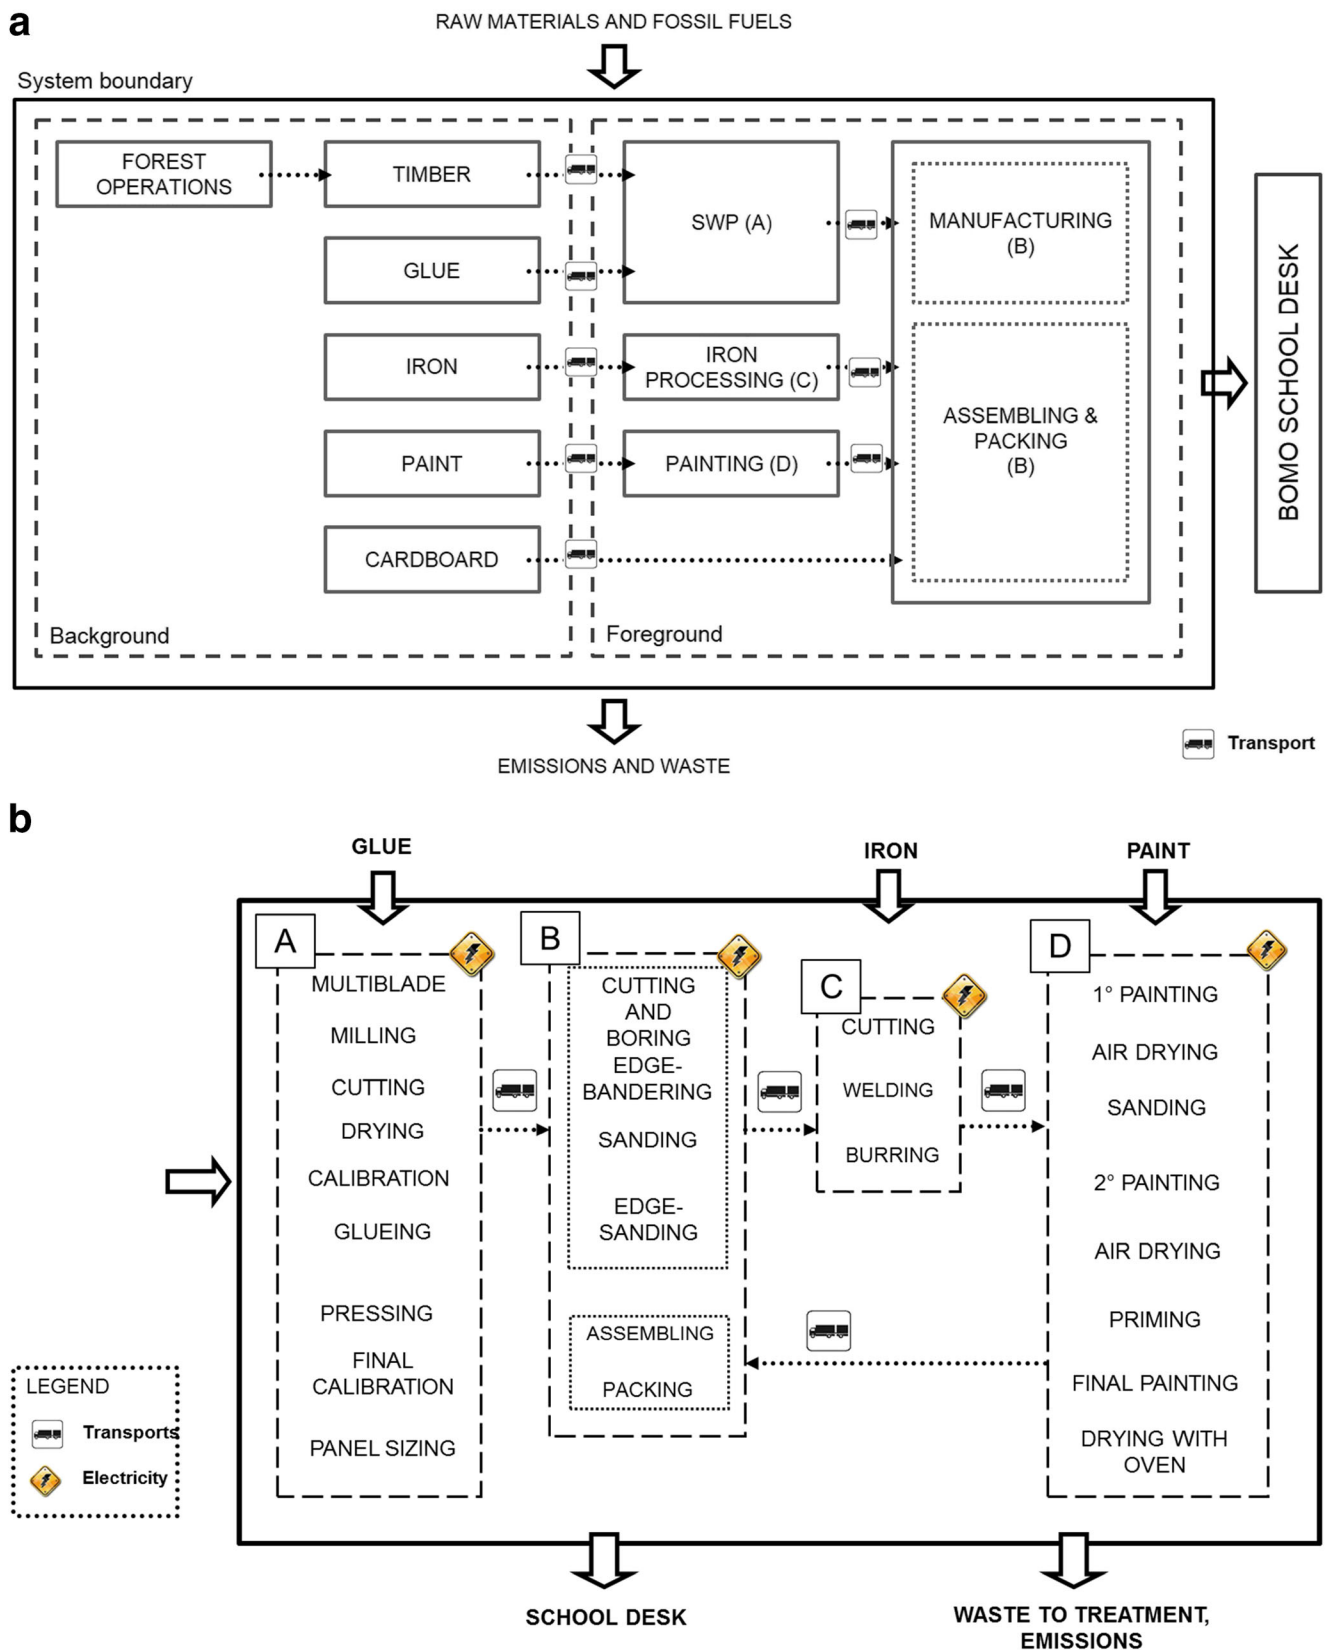 a
RAW MATERIALS AND FOSSIL FUELS
System boundary
FOREST
OPERATIONS
TIMBER
GLUE
IRON
PAINT
CARDBOARD
Background
SWP (A)
IRON
PROCESSING (C)
PAINTING (D)
MANUFACTURING
(B)
ASSEMBLING &
PACKING
(B)
Foreground
BOMO SCHOOL DESK
EMISSIONS AND WASTE
Transport
b
GLUE
IRON
PAINT
A
MULTIBLADE
MILLING
CUTTING
DRYING
CALIBRATION
GLUEING
PRESSING
FINAL
CALIBRATION
PANEL SIZING
B
CUTTING
AND
BORING
EDGE-
BANDERING
SANDING
EDGE-
SANDING
ASSEMBLING
PACKING
C
CUTTING
WELDING
BURRING
D
1° PAINTING
AIR DRYING
SANDING
2° PAINTING
AIR DRYING
PRIMING
FINAL PAINTING
DRYING WITH
OVEN
LEGEND
Transports
Electricity
SCHOOL DESK
WASTE TO TREATMENT,
EMISSIONS